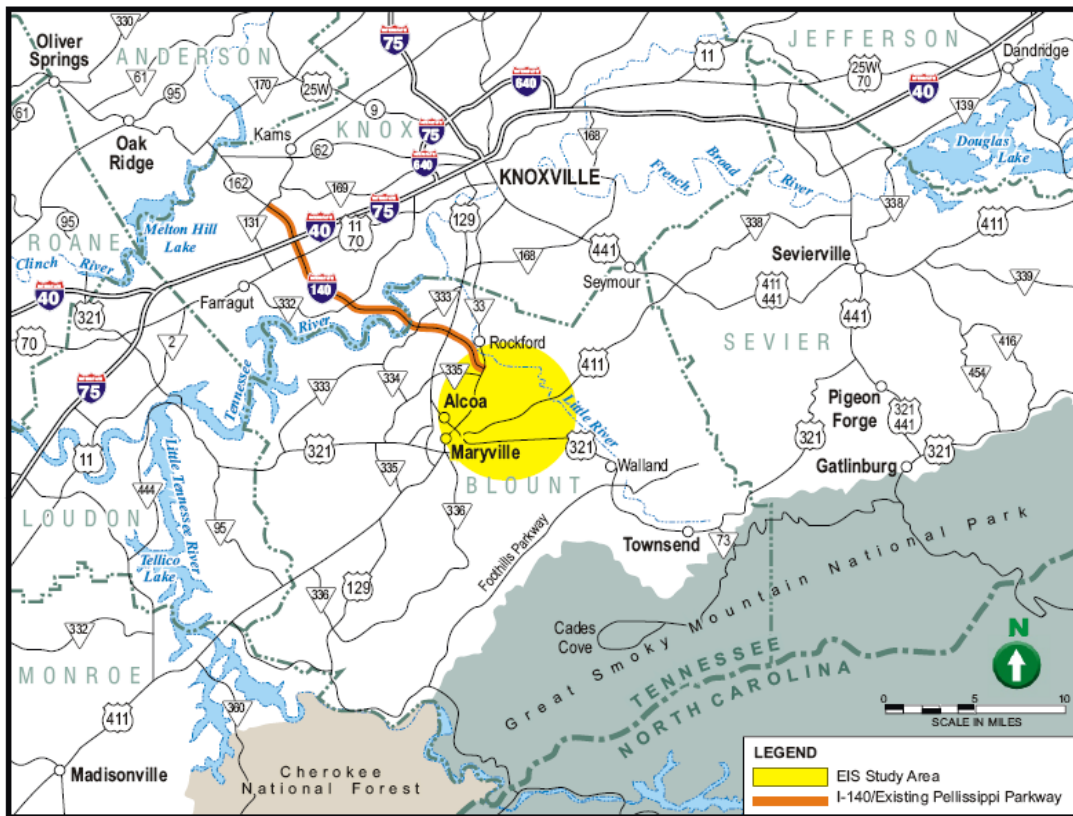 330
Oliver
Springs
ANDERSON
61
95
170
25W
75
9
640
11
JEFFERSON
Dandridge
25W
70
40
139
61
Oak
Ridge
Kams
62
KNOX
75
640
168
Douglas
Lake
162
169
KNOXVILLE
French Broad River
95
131
Melton Hill
Lake
75
40
11
70
129
338
338
411
ROANE
Clinch River
40
321
Farragut
332
140
River
333
168
441
Seymour
Sevierville
411
441
339
70
2
33
Rockford
441
SEVIER
416
75
Tennessee
333
334
335
411
454
Alcoa
Maryville
Little River
321
Pigeon
Forge
321
441
11
321
335
321
Walland
321
Gatlinburg
321
BLOUNT
444
LOUDON
Little Tennessee River
95
336
Townsend
73
Tellico
Lake
Foothills Parkway
336
129
Great Smoky Mountain National Park
332
Cades
Cove
MONROE
TENNESSEE
NORTH CAROLINA
N
411
360
0 5 10
SCALE IN MILES
Madisonville
Cherokee
National Forest
LEGEND
EIS Study Area
I-140/Existing Pellissippi Parkway